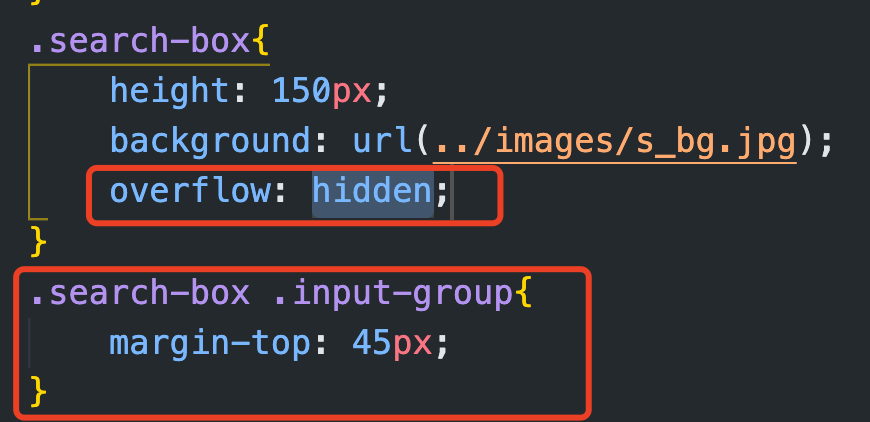 }
.search-box{
height: 150px;
background: url(../images/s_bg.jpg);
overflow: hidden;
}
.search-box .input-group{
margin-top: 45px;
}